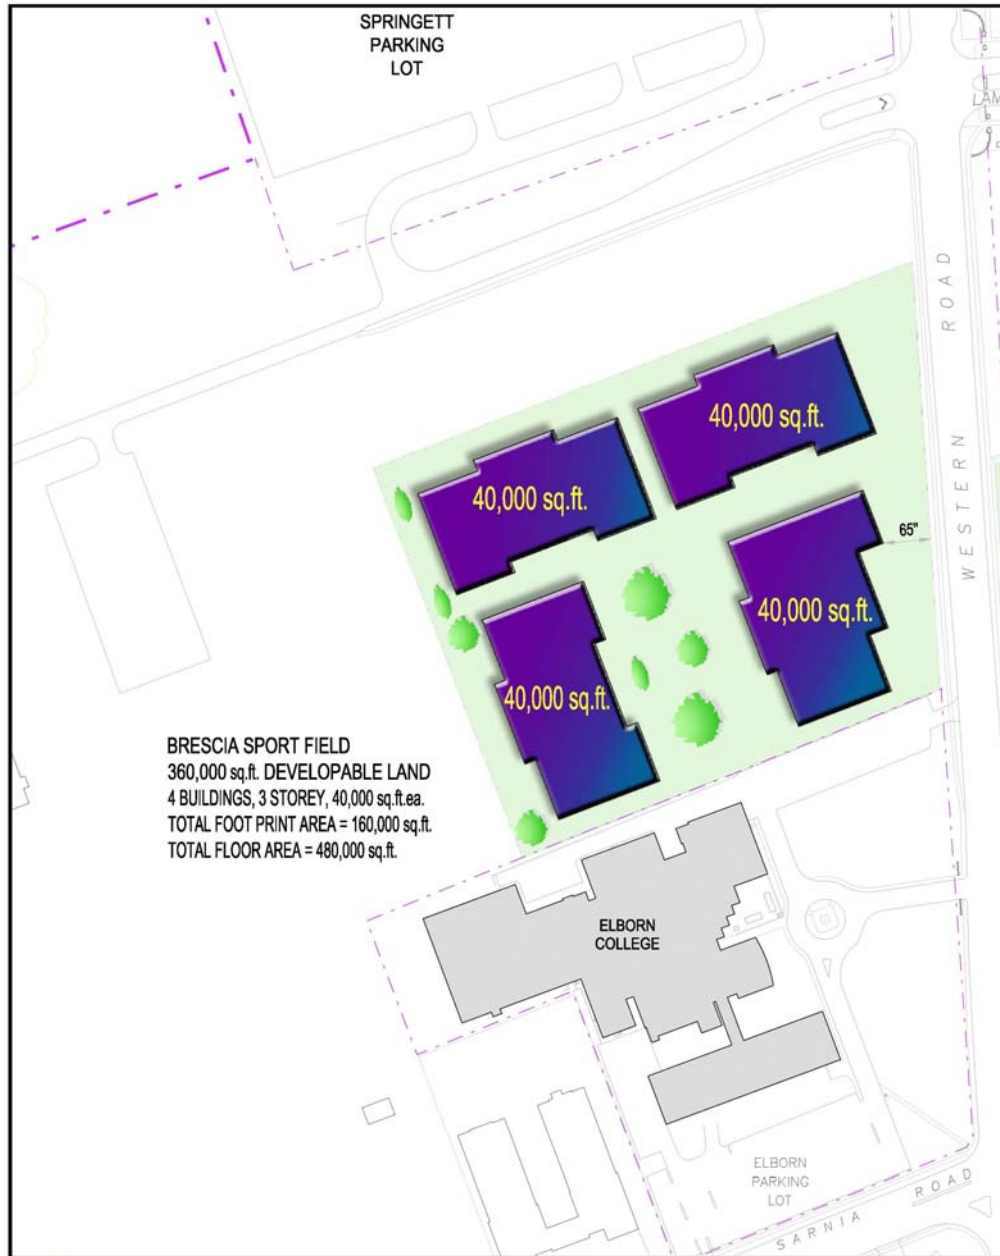 SPRINGETT
PARKING
LOT
LAM
WESTERN ROAD
40,000 sq.ft.
40,000 sq.ft.
65"
40,000 sq.ft.
40,000 sq.ft.
BRESCIA SPORT FIELD
360,000 sq.ft. DEVELOPABLE LAND
4 BUILDINGS, 3 STOREY, 40,000 sq.ft.ea.
TOTAL FOOT PRINT AREA = 160,000 sq.ft.
TOTAL FLOOR AREA = 480,000 sq.ft.
ELBORN
COLLEGE
ELBORN
PARKING
LOT
SARNIA ROAD